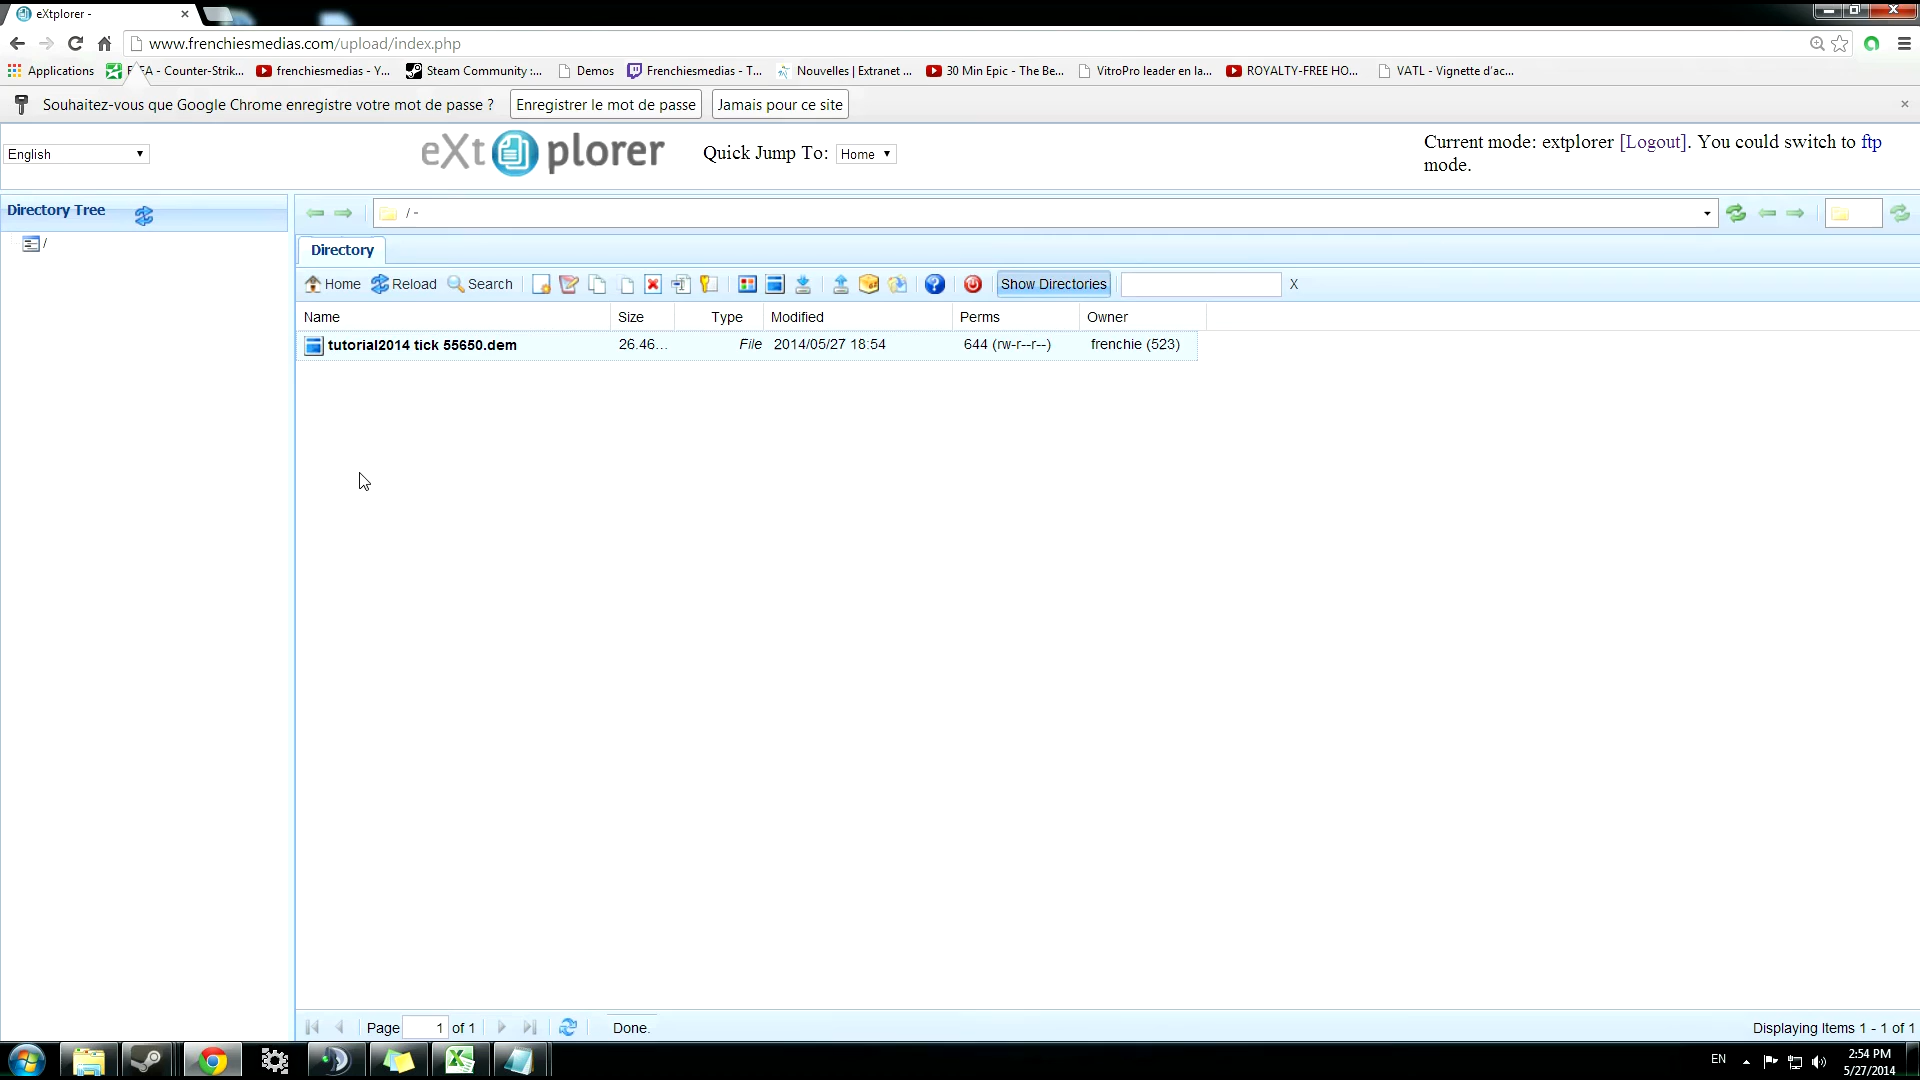 eXtplorer -
www.frenchiesmedias.com/upload/index.php
Applications
- Counter-Strik...
frenchiesmedias - Y...
Steam Community :...
Demos
Frenchiesmedias - T...
Nouvelles | Extranet ...
30 Min Epic - The Be...
VitroPro leader en la...
ROYALTY-FREE HO...
VATL - Vignette d'ac...
Souhaitez-vous que Google Chrome enregistre votre mot de passe ?
Enregistrer le mot de passe
Jamais pour ce site
English
eXtplorer
Quick Jump To: Home
Current mode: extplorer [Logout]. You could switch to ftp
mode.
Directory Tree
/
/ -
Directory
Home Reload Search Show Directories X
Name Size Type Modified Perms Owner
tutorial2014 tick 55650.dem 26.46... File 2014/05/27 18:54 644 (rw-r--r--) frenchie (523)
Page 1 of 1 Done. Displaying Items 1 - 1 of 1
EN
2:54 PM
5/27/2014